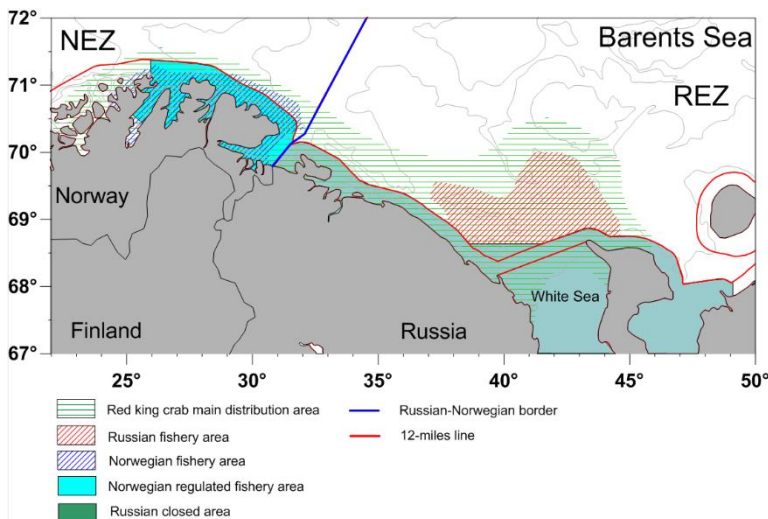 72°
NEZ
Barents Sea
71°
REZ
70°
Norway
69°
68°
White Sea
Finland
Russia
67°
25
30
35
40
45
50
Red king crab main distribution area
Russian-Norwegian border
Russian fishery area
12-miles line
Norwegian fishery area
Norwegian regulated fishery area
Russian closed area